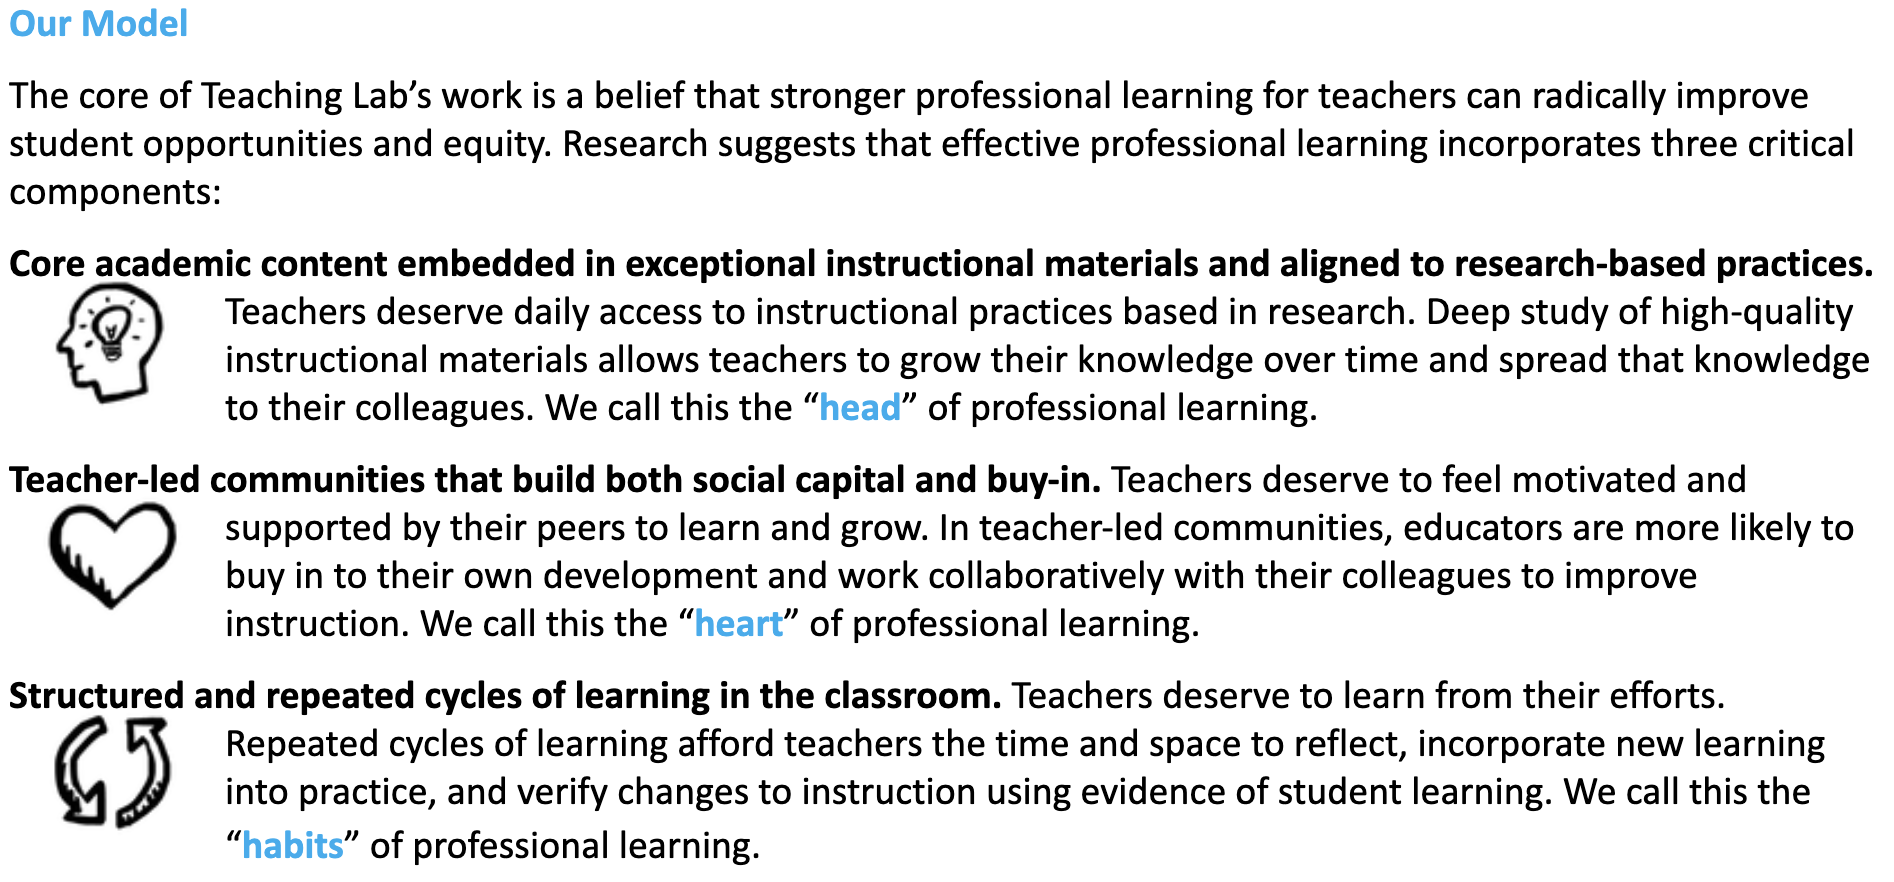 Our Model
The core of Teaching Lab’s work is a belief that stronger professional learning for teachers can radically improve
student opportunities and equity. Research suggests that effective professional learning incorporates three critical
components:
Core academic content embedded in exceptional instructional materials and aligned to research-based practices.
Teachers deserve daily access to instructional practices based in research. Deep study of high-quality
instructional materials allows teachers to grow their knowledge over time and spread that knowledge
to their colleagues. We call this the “head” of professional learning.
Teacher-led communities that build both social capital and buy-in. Teachers deserve to feel motivated and
supported by their peers to learn and grow. In teacher-led communities, educators are more likely to
buy in to their own development and work collaboratively with their colleagues to improve
instruction. We call this the “heart” of professional learning.
Structured and repeated cycles of learning in the classroom. Teachers deserve to learn from their efforts.
Repeated cycles of learning afford teachers the time and space to reflect, incorporate new learning
into practice, and verify changes to instruction using evidence of student learning. We call this the
“habits” of professional learning.